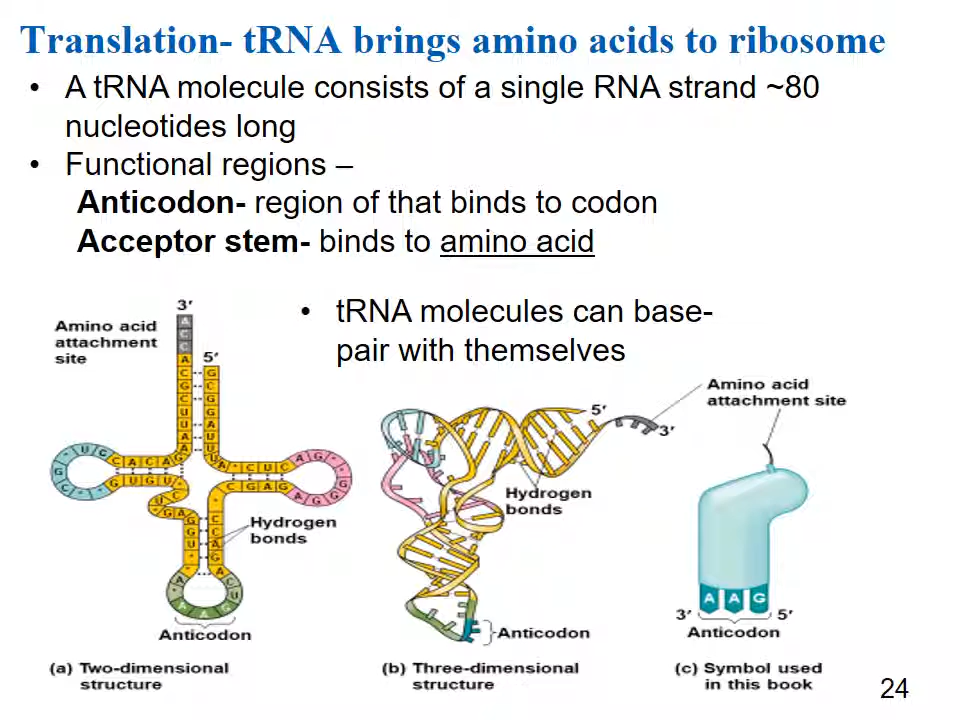 Translation- tRNA brings amino acids to ribosome
• A tRNA molecule consists of a single RNA strand ~80
nucleotides long
• Functional regions –
Anticodon- region of that binds to codon
Acceptor stem- binds to amino acid
• tRNA molecules can base-
pair with themselves
3′
Amino acid
attachment
site
5′
Hydrogen
bonds
Anticodon
(a) Two-dimensional
structure
5′
3′
Amino acid
attachment site
Hydrogen
bonds
Anticodon
(b) Three-dimensional
structure
A A G
3′ 5′
Anticodon
(c) Symbol used
in this book
24